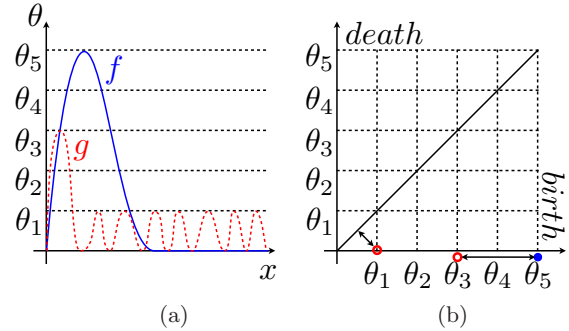 θ
θ₅
θ₄
θ₃
θ₂
θ₁
f
g
x
(a)
death
θ₅
θ₄
θ₃
θ₂
θ₁
birth
θ₁ θ₂ θ₃ θ₄ θ₅
(b)